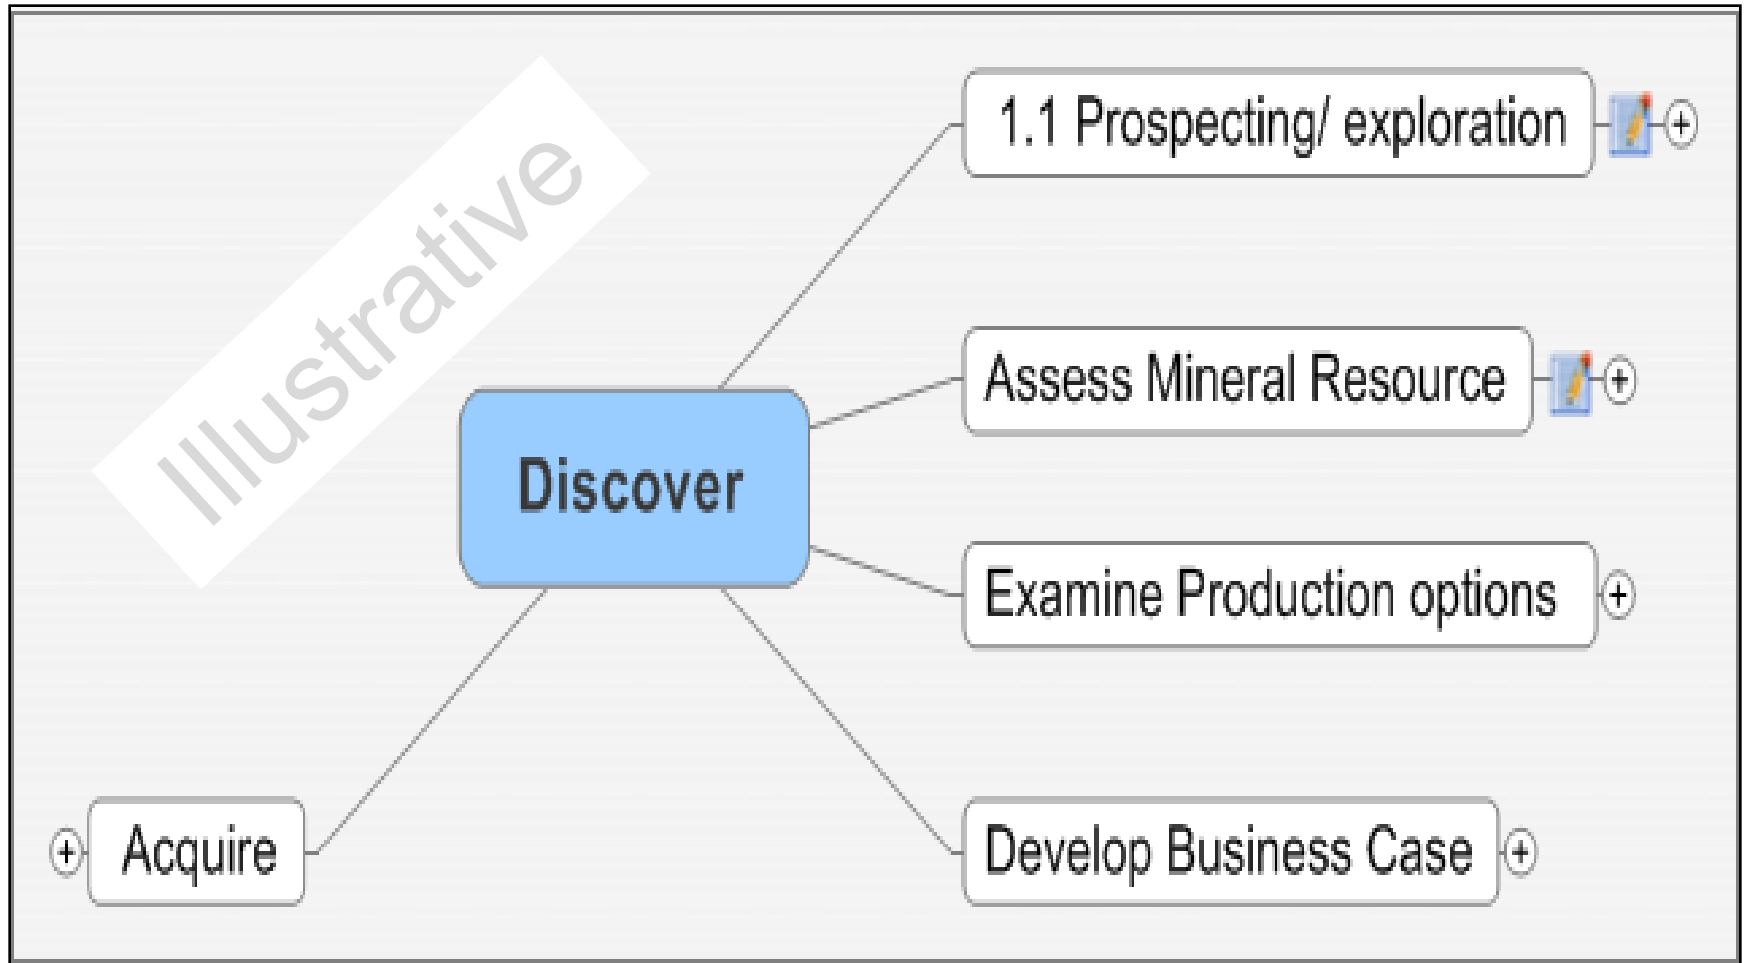 Illustrative
1.1 Prospecting/ exploration
Assess Mineral Resource
Discover
Examine Production options
Acquire
Develop Business Case